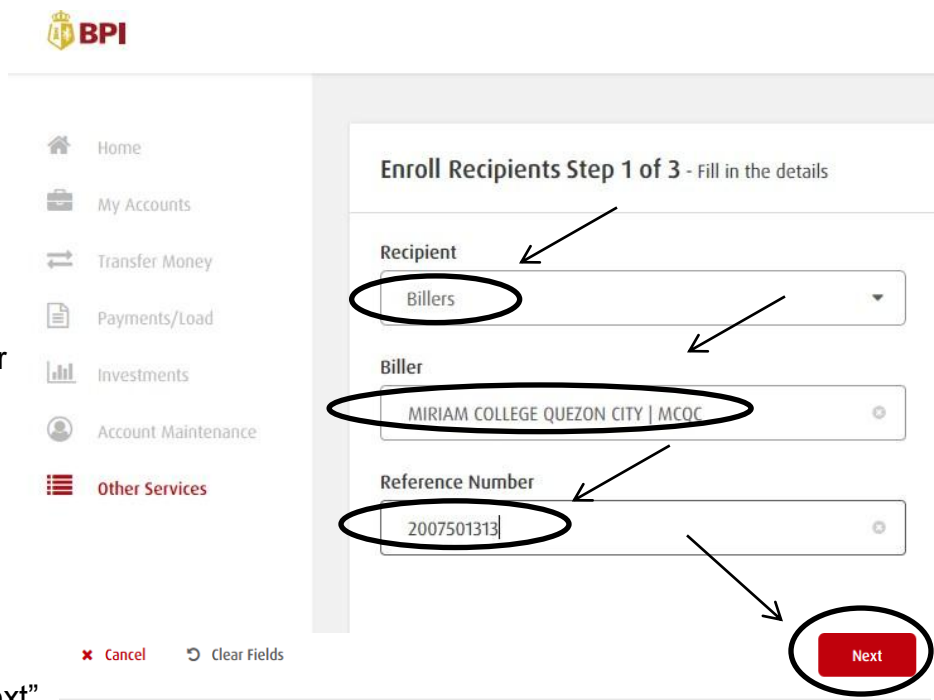 BPI
Home
My Accounts
Transfer Money
Payments/Load
Investments
Account Maintenance
Other Services
Enroll Recipients Step 1 of 3 - Fill in the details
Recipient
Billers
Biller
MIRIAM COLLEGE QUEZON CITY | MCQC
Reference Number
2007501313
Cancel
Clear Fields
Next